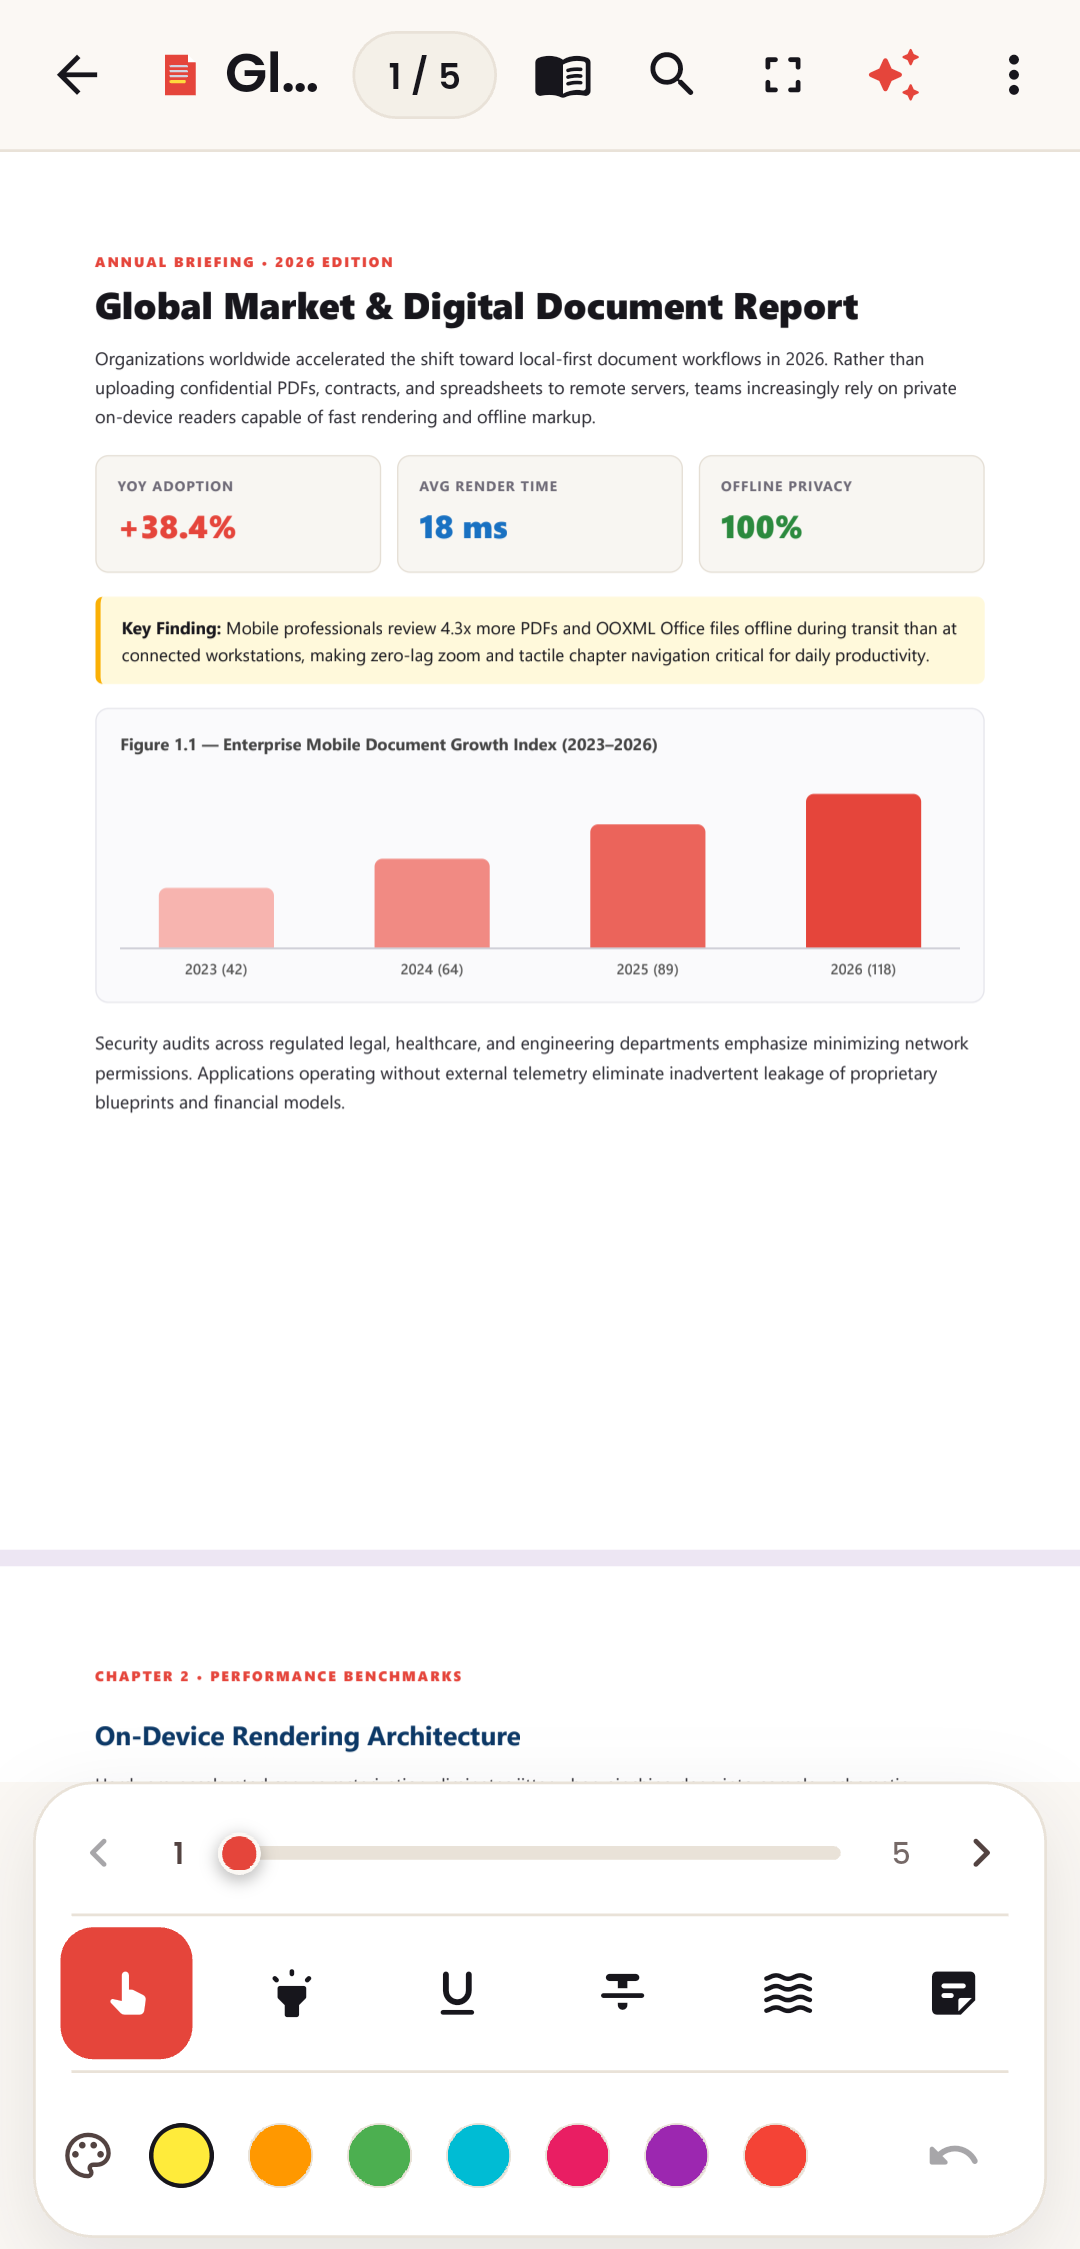 Gl...
1 / 5
ANNUAL BRIEFING • 2026 EDITION
Global Market & Digital Document Report
Organizations worldwide accelerated the shift toward local-first document workflows in 2026. Rather than
uploading confidential PDFs, contracts, and spreadsheets to remote servers, teams increasingly rely on private
on-device readers capable of fast rendering and offline markup.
YOY ADOPTION
+38.4%
AVG RENDER TIME
18 ms
OFFLINE PRIVACY
100%
Key Finding: Mobile professionals review 4.3x more PDFs and OOXML Office files offline during transit than at
connected workstations, making zero-lag zoom and tactile chapter navigation critical for daily productivity.
Figure 1.1 — Enterprise Mobile Document Growth Index (2023–2026)
2023 (42)
2024 (64)
2025 (89)
2026 (118)
Security audits across regulated legal, healthcare, and engineering departments emphasize minimizing network
permissions. Applications operating without external telemetry eliminate inadvertent leakage of proprietary
blueprints and financial models.
CHAPTER 2 • PERFORMANCE BENCHMARKS
On-Device Rendering Architecture
1
5